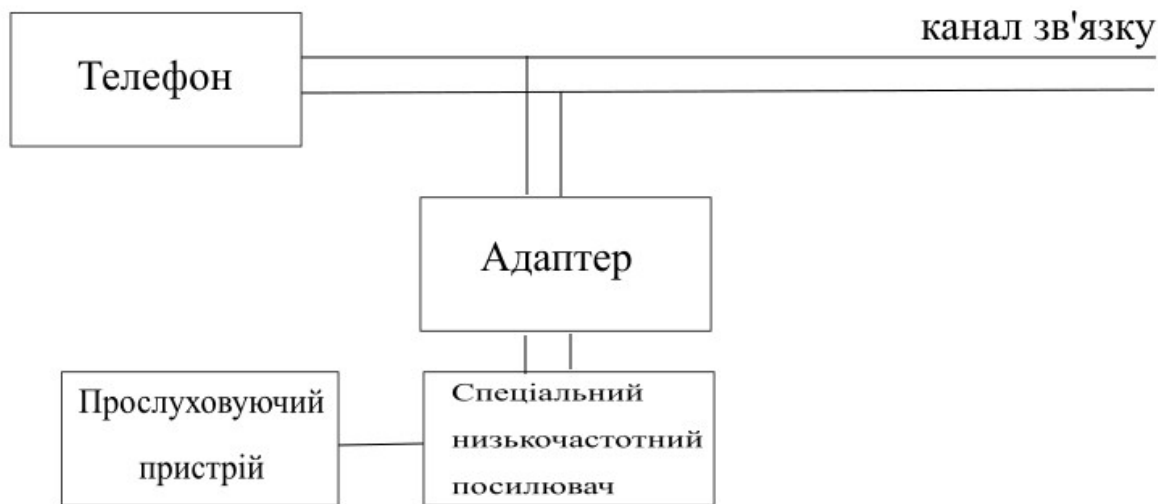 канал зв'язку
Телефон
Адаптер
Прослуховуючий
пристрій
Спеціальний
низькочастотний
посилювач